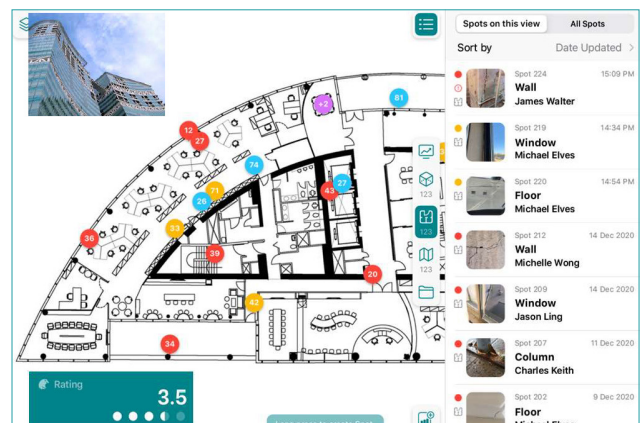 Spots on this view
All Spots
Sort by
Date Updated
Spot 224
15:09 PM
Wall
James Walter
Spot 219
14:34 PM
Window
Michael Elves
Spot 220
14:54 PM
Floor
Michael Elves
Spot 212
14 Dec 2020
Wall
Michelle Wong
Spot 209
14 Dec 2020
Window
Jason Ling
Spot 207
11 Dec 2020
Column
Charles Keith
Spot 202
9 Dec 2020
Floor
+2
81
12
27
74
71
26
43
27
33
36
39
20
42
34
123
123
123
Rating
3.5